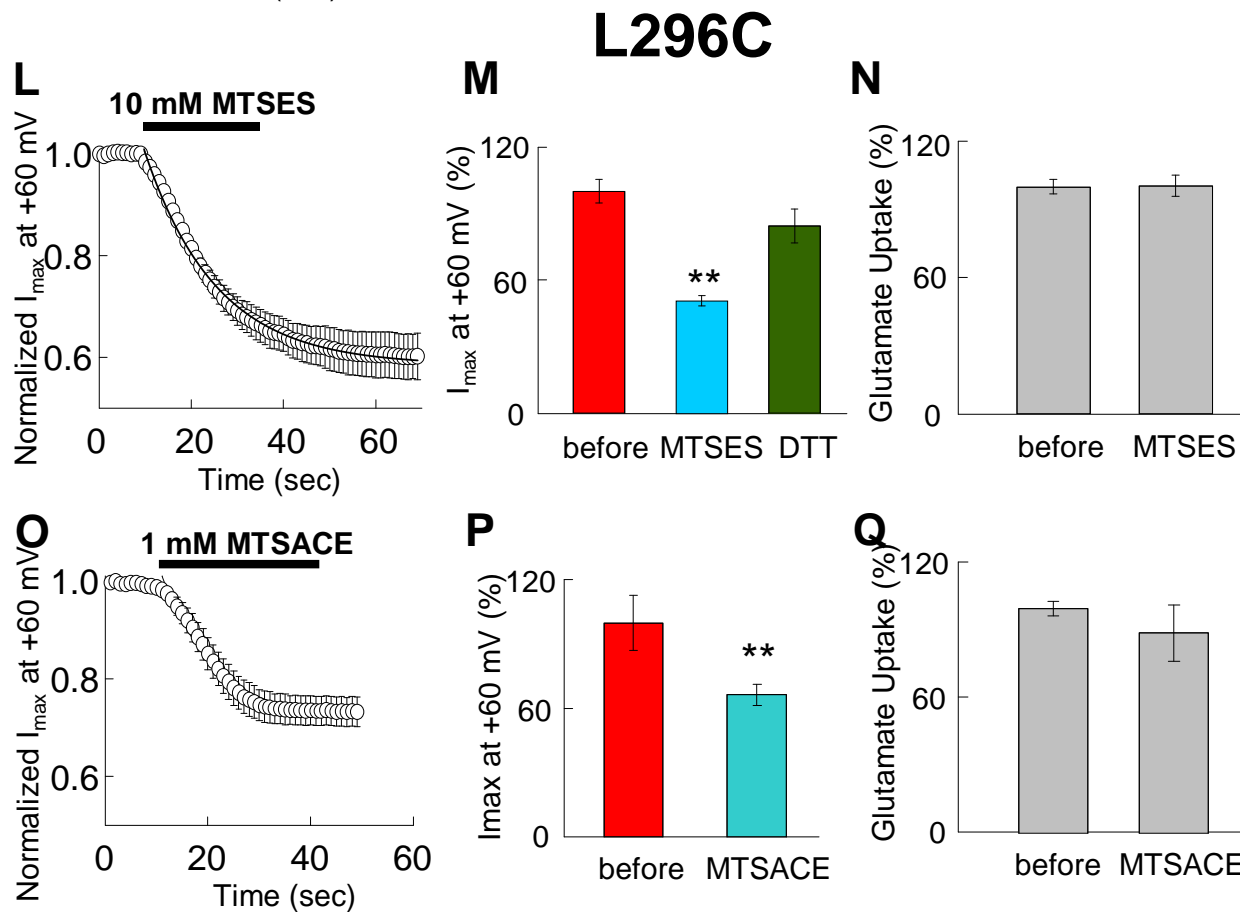 L296C
L
10 mM MTSES
Normalized Imax at +60 mV
1.0
0.8
0.6
0
20
40
60
Time (sec)
M
Imax at +60 mV (%)
120
60
0
**
before
MTSES
DTT
N
Glutamate Uptake (%)
120
60
0
before
MTSES
O
1 mM MTSACE
Normalized Imax at +60 mV
1.0
0.8
0.6
0
20
40
60
Time (sec)
P
Imax at +60 mV (%)
120
60
0
**
before
MTSACE
Q
Glutamate Uptake (%)
120
60
0
before
MTSACE